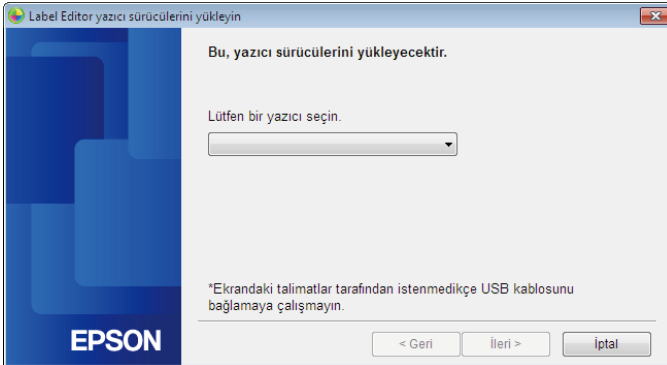 Label Editor yazıcı sürücülerini yükleyin
Bu, yazıcı sürücülerini yükleyecektir.
Lütfen bir yazıcı seçin.
*Ekrandaki talimatlar tarafından istenmedikçe USB kablosunu
bağlamaya çalışmayın.
EPSON
< Geri
İleri >
İptal